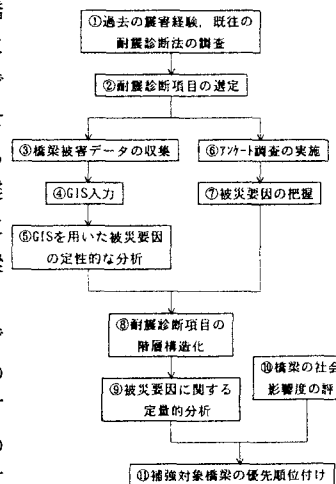 ①過去の震害経験，既往の
耐震診断法の調査
②耐震診断項目の選定
③橋梁被害データの収集
⑥アンケート調査の実施
④GIS入力
⑦被災要因の把握
⑤GISを用いた被災要因
の定性的な分析
⑧耐震診断項目の
階層構造化
⑩橋梁の社会
影響度の評
⑨被災要因に関する
定量的分析
⑪補強対象橋梁の優先順位付け